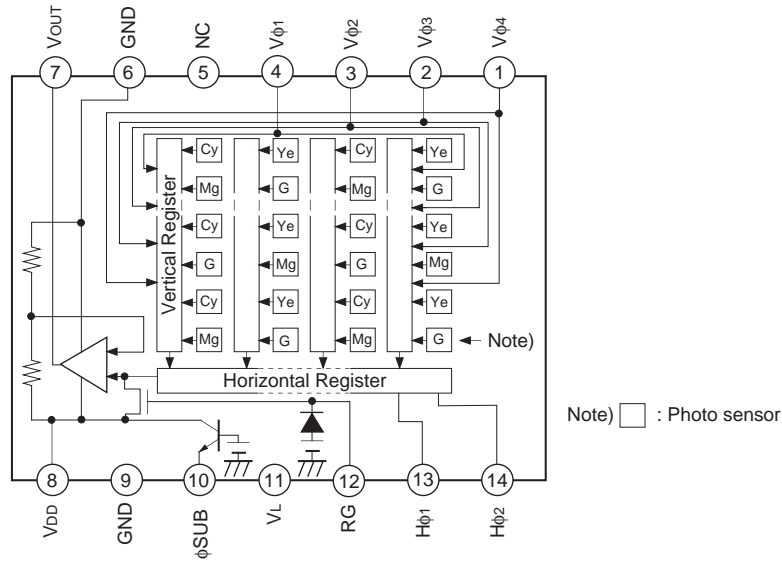 VOUT GND NC Vϕ1 Vϕ2 Vϕ3 Vϕ4
7 6 5 4 3 2 1
Vertical Register
Cy Ye Cy Ye
Mg G Mg G
Cy Ye Cy Ye
G Mg G Mg
Cy Ye Cy Ye
Mg G Mg G
Note)
Horizontal Register
Note) : Photo sensor
8 9 10 11 12 13 14
VDD GND ϕSUB VL RG Hϕ1 Hϕ2